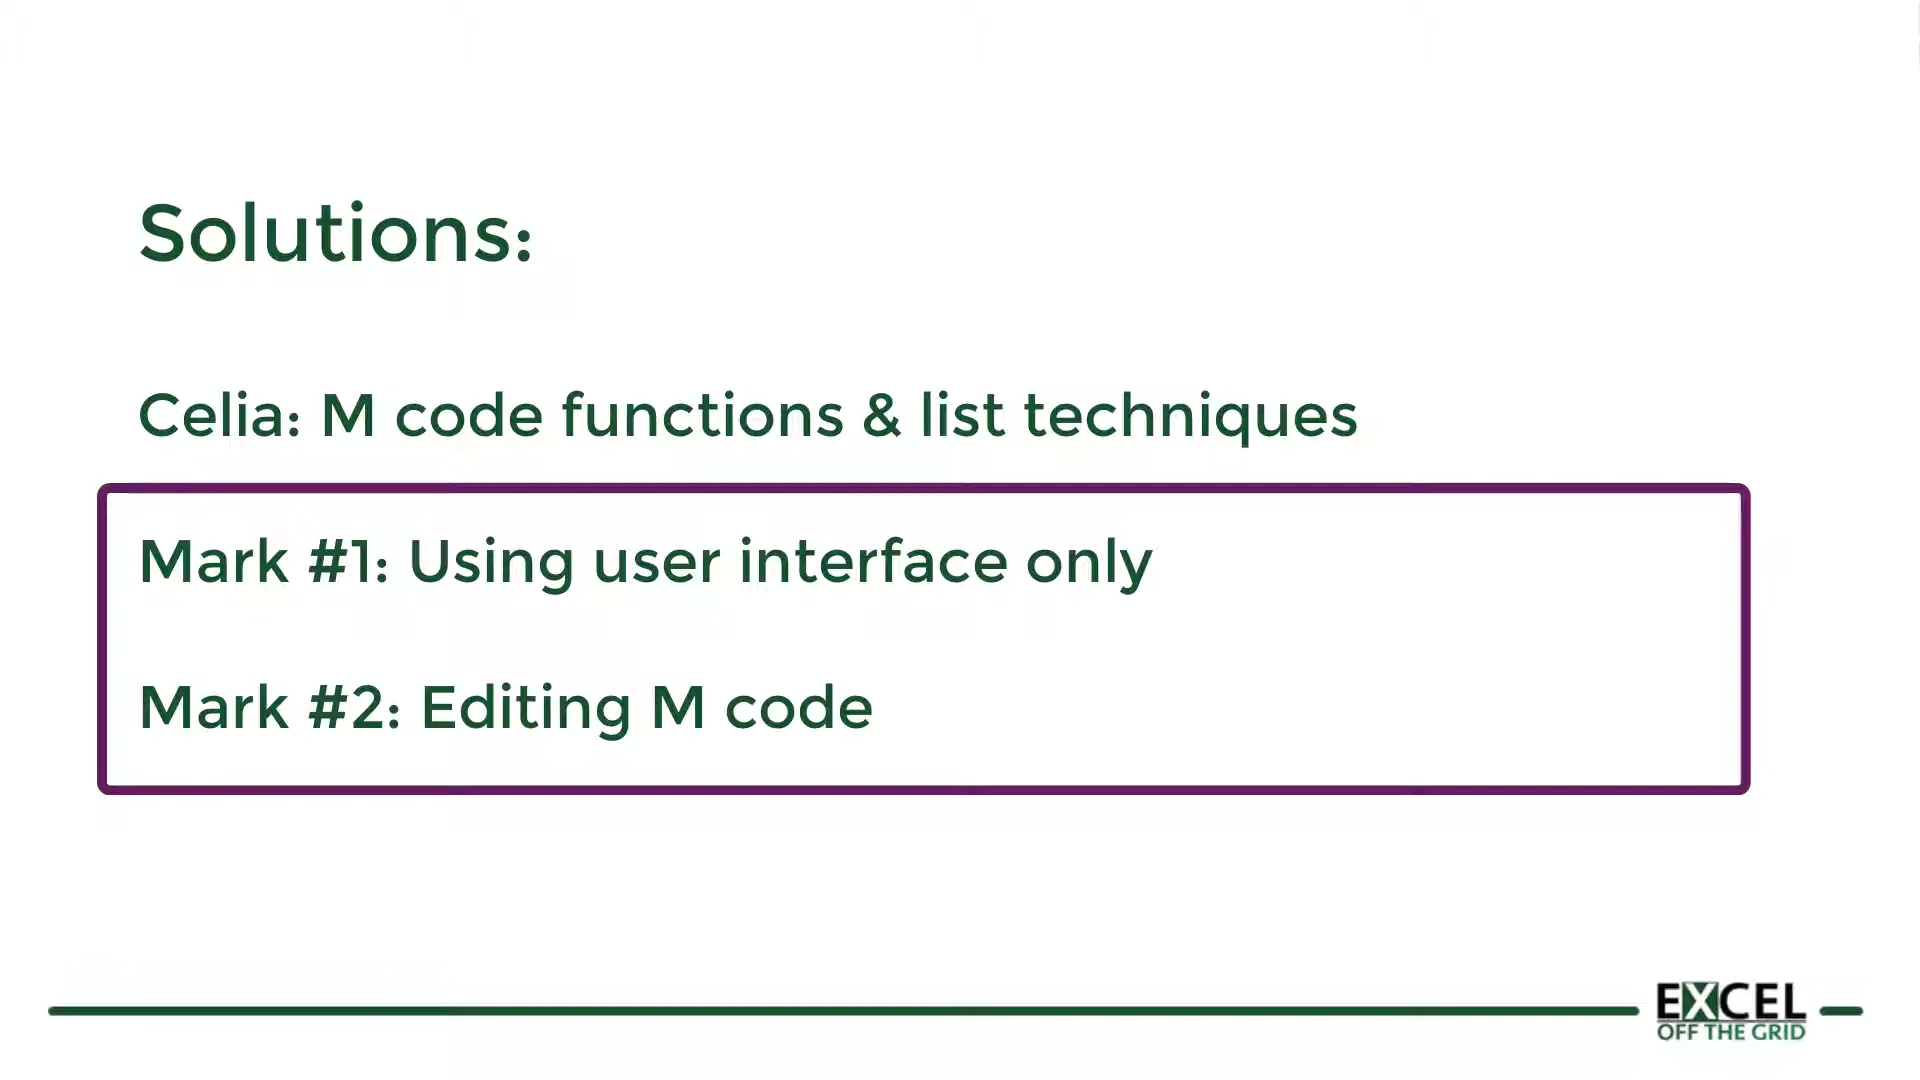 Solutions:
Celia: M code functions & list techniques
Mark #1: Using user interface only
Mark #2: Editing M code
EXCEL
OFF THE GRID